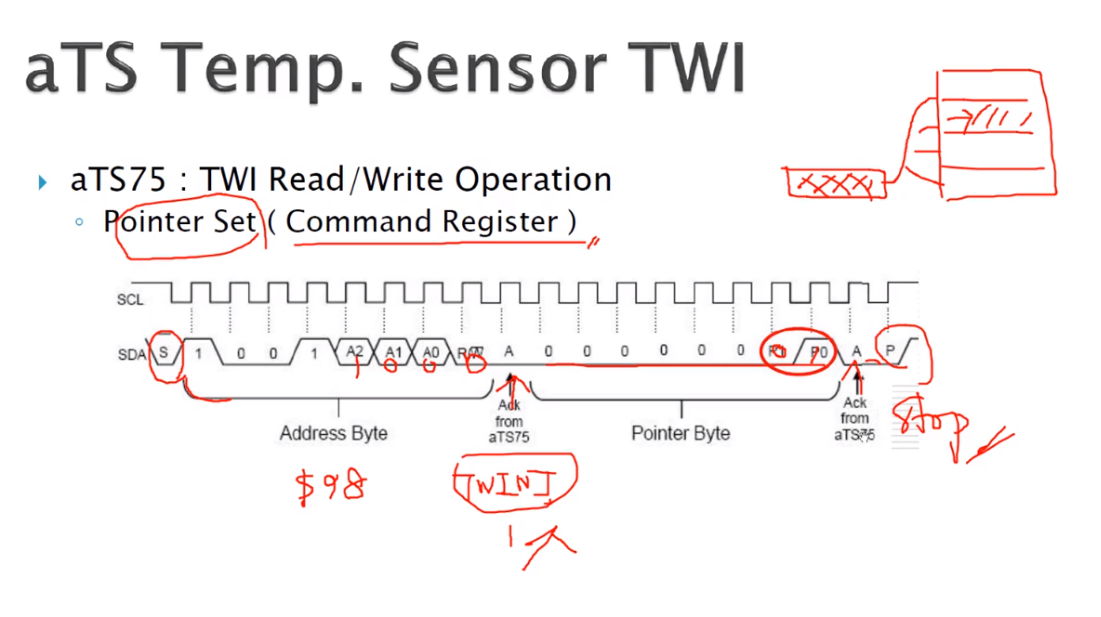 aTS Temp. Sensor TWI
aTS75 : TWI Read/Write Operation
Pointer Set ( Command Register )
SCL
SDA S 1 0 0 1 A2 A1 A0 A 0 0 0 0 0 0 P0 A P
1 0 0
Ack from aTS75
Ack from aTS75
Address Byte
Pointer Byte
stop
$98
TWINT
1